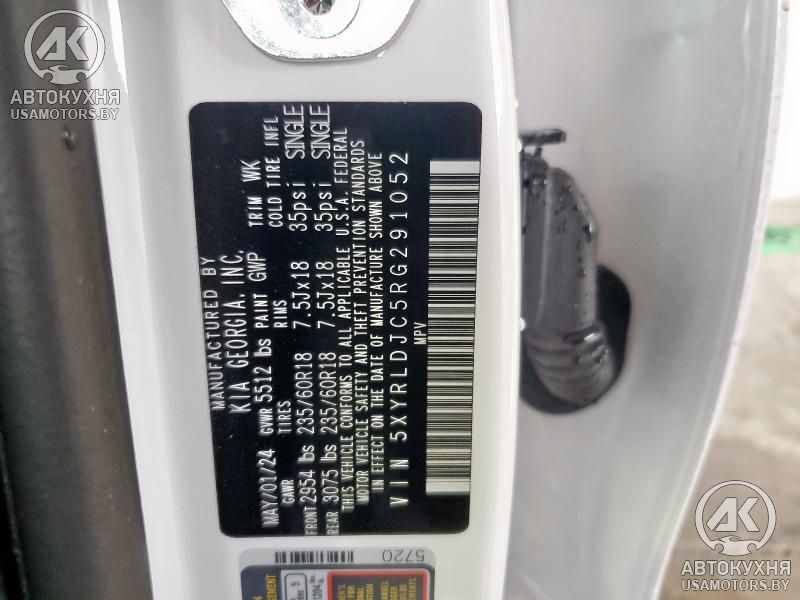 AK
АВТОКУХНЯ
USAMOTORS.BY
MANUFACTURED BY
KIA GEORGIA, INC.
MAY/01/24 GVWR 5512 lbs PAINT GWP TRIM WK
GAWR TIRES RIMS COLD TIRE INFL
FRONT 2954 lbs 235/60R18 7.5Jx18 35psi SINGLE
REAR 3075 lbs 235/60R18 7.5Jx18 35psi SINGLE
THIS VEHICLE CONFORMS TO ALL APPLICABLE U.S.A. FEDERAL
MOTOR VEHICLE SAFETY AND THEFT PREVENTION STANDARDS
IN EFFECT ON THE DATE OF MANUFACTURE SHOWN ABOVE
VIN 5XYRLDJC5RG291052
MPV
5720
AK
АВТОКУХНЯ
USAMOTORS.BY